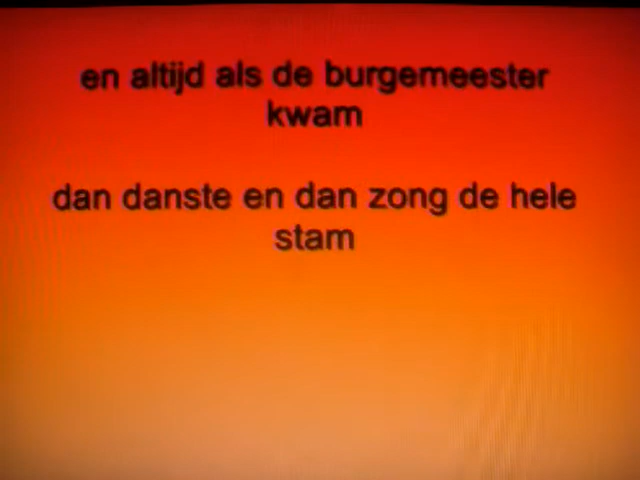 en altijd als de burgemeester
kwam
dan danste en dan zong de hele
stam